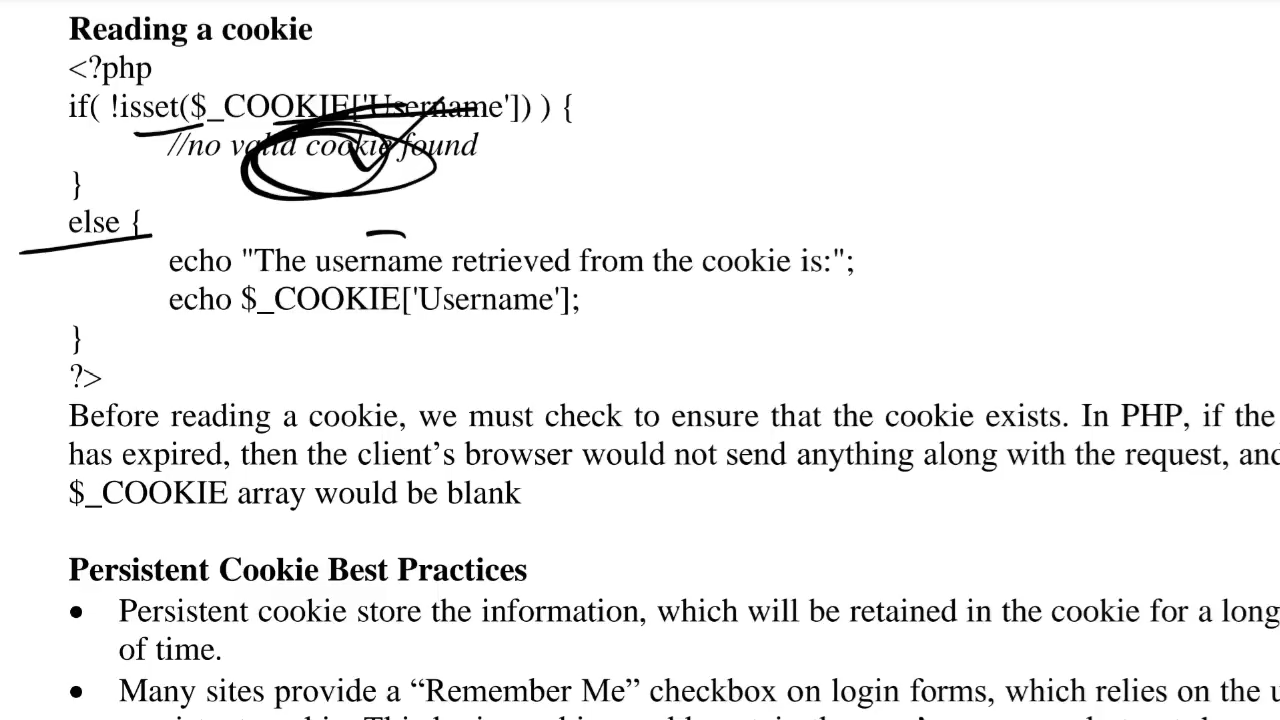 Reading a cookie
<?php
if( !isset($_COOKIE['Username']) ) {
//no valid cookie found
}
else {
echo "The username retrieved from the cookie is:";
echo $_COOKIE['Username'];
}
?>
Before reading a cookie, we must check to ensure that the cookie exists. In PHP, if the
has expired, then the client’s browser would not send anything along with the request, and
$_COOKIE array would be blank
Persistent Cookie Best Practices
• Persistent cookie store the information, which will be retained in the cookie for a long
of time.
• Many sites provide a “Remember Me” checkbox on login forms, which relies on the